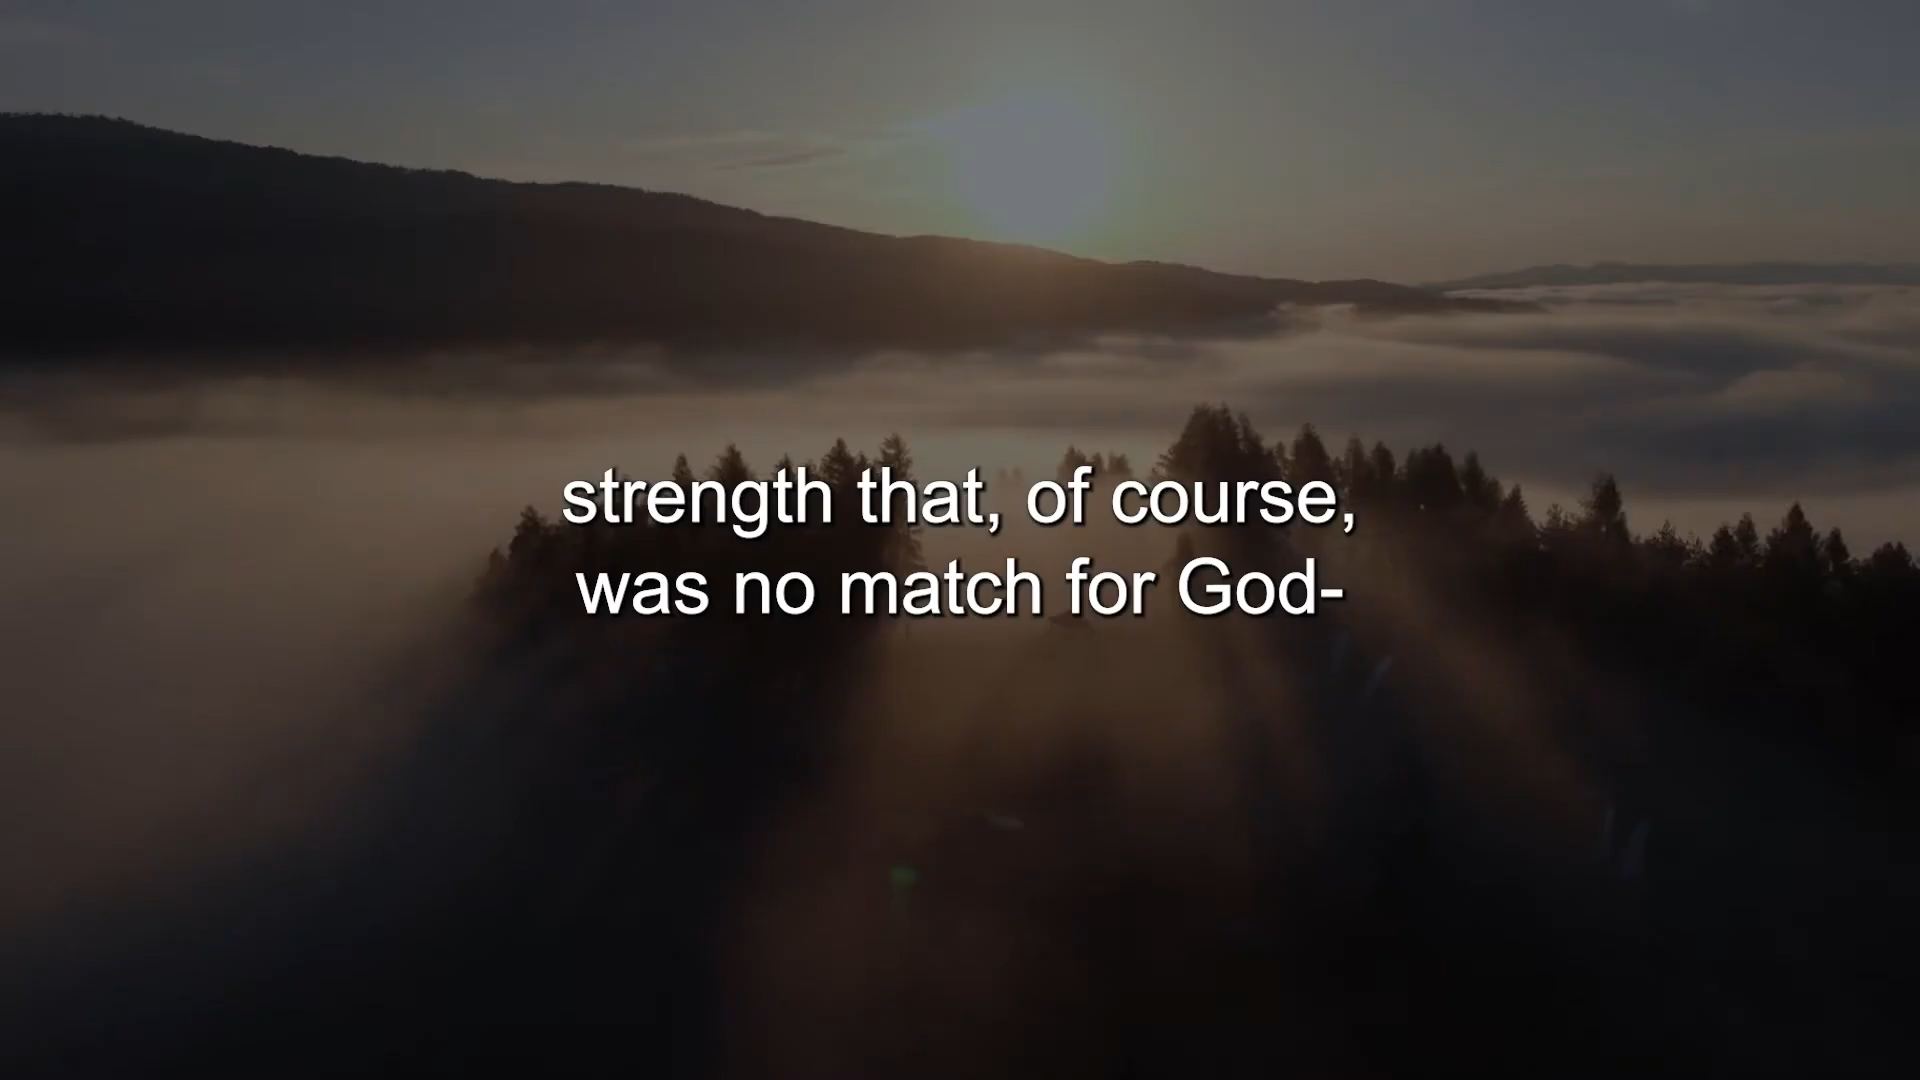 strength that, of course,
was no match for God-